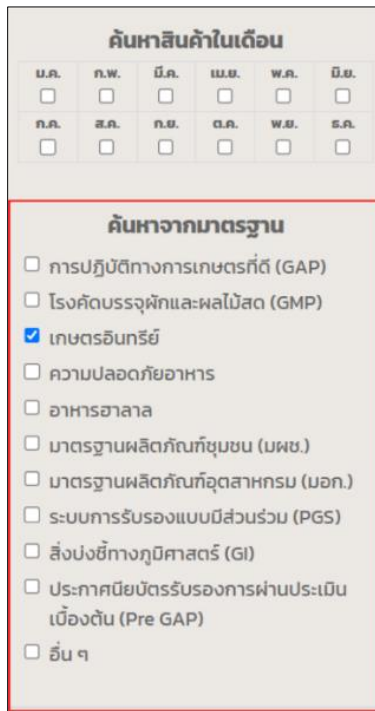 ค้นหาสินค้าในเดือน
ม.ค. ก.พ. มี.ค. เม.ย. พ.ค. มิ.ย.
ก.ค. ส.ค. ก.ย. ต.ค. พ.ย. ธ.ค.
ค้นหาจากมาตรฐาน
การปฏิบัติทางการเกษตรที่ดี (GAP)
โรงคัดบรรจุผักและผลไม้สด (GMP)
เกษตรอินทรีย์
ความปลอดภัยอาหาร
อาหารฮาลาล
มาตรฐานผลิตภัณฑ์ชุมชน (มผช.)
มาตรฐานผลิตภัณฑ์อุตสาหกรรม (มอก.)
ระบบการรับรองแบบมีส่วนร่วม (PGS)
สิ่งบ่งชี้ทางภูมิศาสตร์ (GI)
ประกาศนียบัตรรับรองการผ่านประเมิน
เบื้องต้น (Pre GAP)
อื่น ๆ